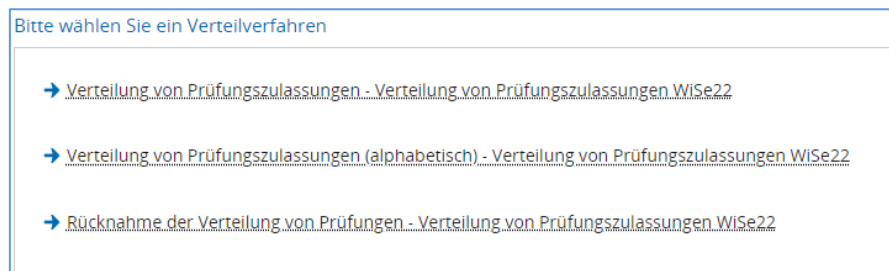 Bitte wählen Sie ein Verteilverfahren
Verteilung von Prüfungszulassungen - Verteilung von Prüfungszulassungen WiSe22
Verteilung von Prüfungszulassungen (alphabetisch) - Verteilung von Prüfungszulassungen WiSe22
Rücknahme der Verteilung von Prüfungen - Verteilung von Prüfungszulassungen WiSe22